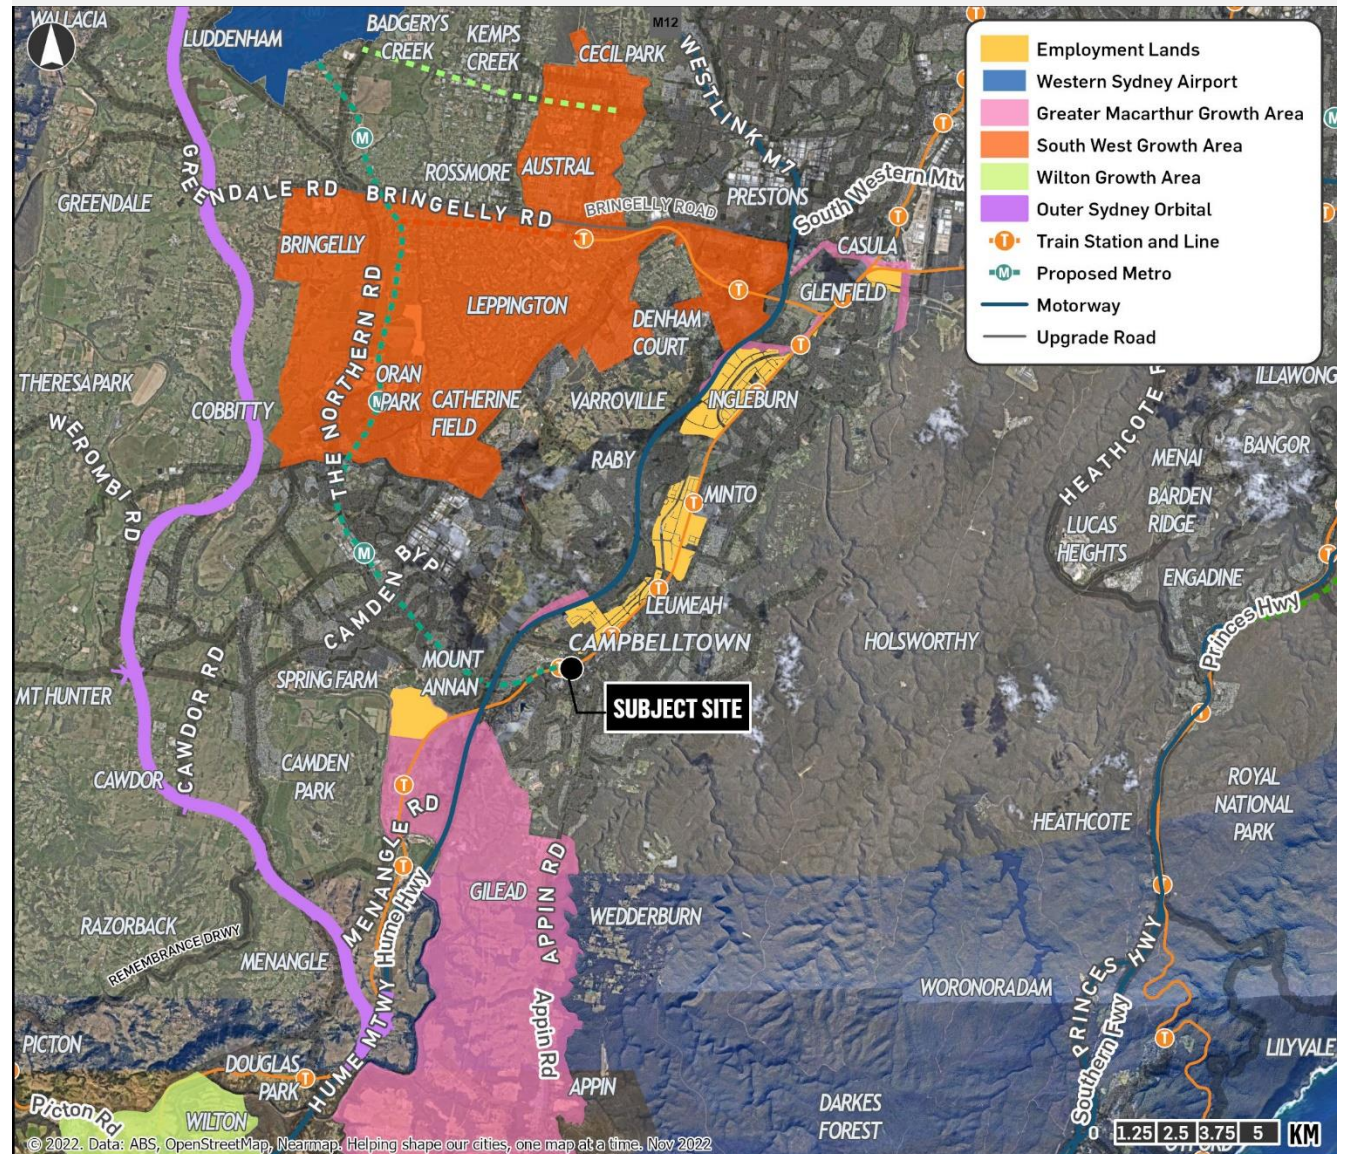 WALLACIA
LUDDENHAM
BADGERYS
CREEK
KEMPS
CREEK
CECIL PARK
M12
WESTLINK M7
Employment Lands
Western Sydney Airport
Greater Macarthur Growth Area
South West Growth Area
Wilton Growth Area
Outer Sydney Orbital
T
Train Station and Line
M
Proposed Metro
Motorway
Upgrade Road
GREENDALE
GREENDALE RD
BRINGELLY RD
ROSSMORE
AUSTRAL
BRINGELLY ROAD
PRESTONS
South Western Mtw
CASULA
BRINGELLY
THE NORTHERN RD
LEPPINGTON
DENHAM
COURT
GLENFIELD
THERESA PARK
COBBITTY
ORAN
PARK
CATHERINE
FIELD
VARROVILLE
INGLEBURN
ILLAWONG
WEROMBI RD
RABY
MINTO
HEATHCOTE
MENAI
BANGOR
BARDEN
RIDGE
LUCAS
HEIGHTS
ENGADINE
CAMDEN BYP
LEUMEAH
CAMPBELLTOWN
HOLSWORTHY
Princes Hwy
MT HUNTER
CAWDOR RD
SPRING FARM
MOUNT
ANNAN
SUBJECT SITE
CAWDOR
CAMDEN
PARK
MENANGLE RD
Hume Hwy
GILEAD
APPIN RD
WEDDERBURN
HEATHCOTE
ROYAL
NATIONAL
PARK
RAZORBACK
REMEMBRANCE DRWY
MENANGLE
HUME MTWY
Appin Rd
WORONORA DAM
PRINCES HWY
Southern Fwy
PICTON
DOUGLAS
PARK
Picton Rd
WILTON
APPIN
DARKES
FOREST
LILYVALE
0 1.25 2.5 3.75 5 KM
© 2022. Data: ABS, OpenStreetMap, Nearmap. Helping shape our cities, one map at a time. Nov 2022